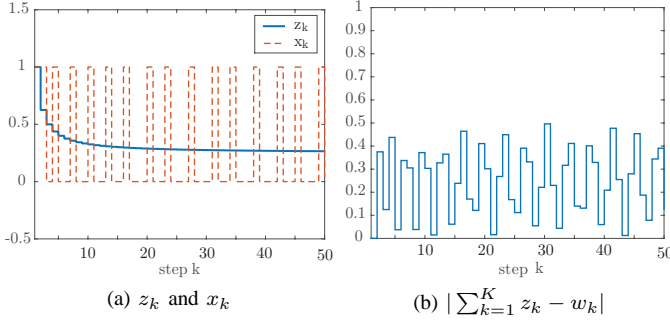 1.5
1
0.5
0
-0.5
z_k
x_k
10 20 30 40 50
step k
(a) z_k and x_k
1
0.9
0.8
0.7
0.6
0.5
0.4
0.3
0.2
0.1
0
10 20 30 40 50
step k
(b) | ∑_{k=1}^{K} z_k − w_k|